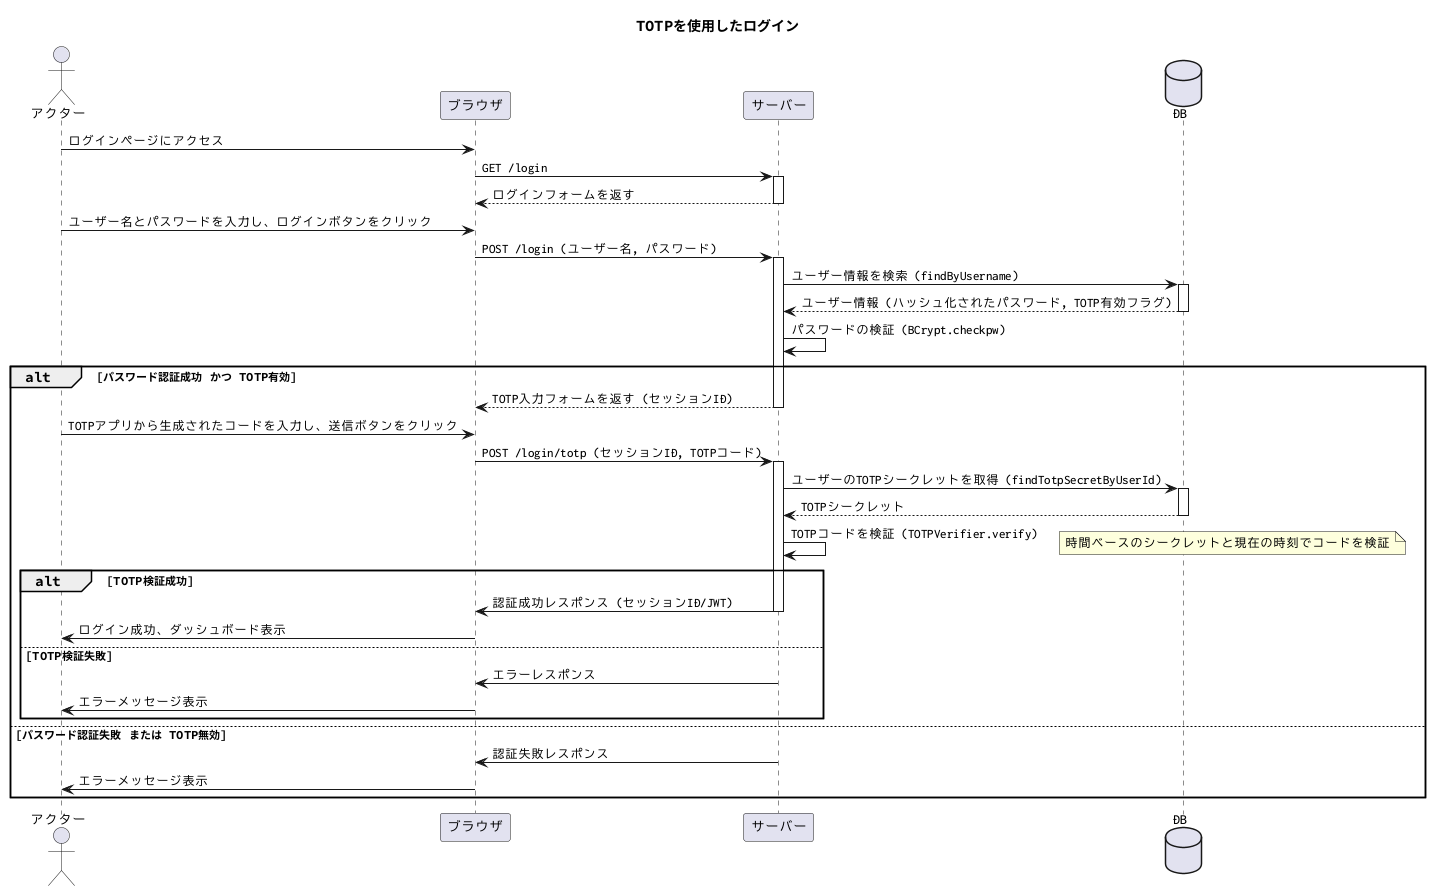 TOTPを使用したログイン
アクター
ブラウザ
サーバー
DB
ログインページにアクセス
GET /login
ログインフォームを返す
ユーザー名とパスワードを入力し、ログインボタンをクリック
POST /login (ユーザー名, パスワード)
ユーザー情報を検索 (findByUsername)
ユーザー情報 (ハッシュ化されたパスワード, TOTP有効フラグ)
パスワードの検証 (BCrypt.checkpw)
alt [パスワード認証成功 かつ TOTP有効]
TOTP入力フォームを返す (セッションID)
TOTPアプリから生成されたコードを入力し、送信ボタンをクリック
POST /login/totp (セッションID, TOTPコード)
ユーザーのTOTPシークレットを取得 (findTotpSecretByUserId)
TOTPシークレット
TOTPコードを検証 (TOTPVerifier.verify)
時間ベースのシークレットと現在の時刻でコードを検証
alt [TOTP検証成功]
認証成功レスポンス (セッションID/JWT)
ログイン成功、ダッシュボード表示
[TOTP検証失敗]
エラーレスポンス
エラーメッセージ表示
[パスワード認証失敗 または TOTP無効]
認証失敗レスポンス
エラーメッセージ表示
アクター
ブラウザ
サーバー
DB